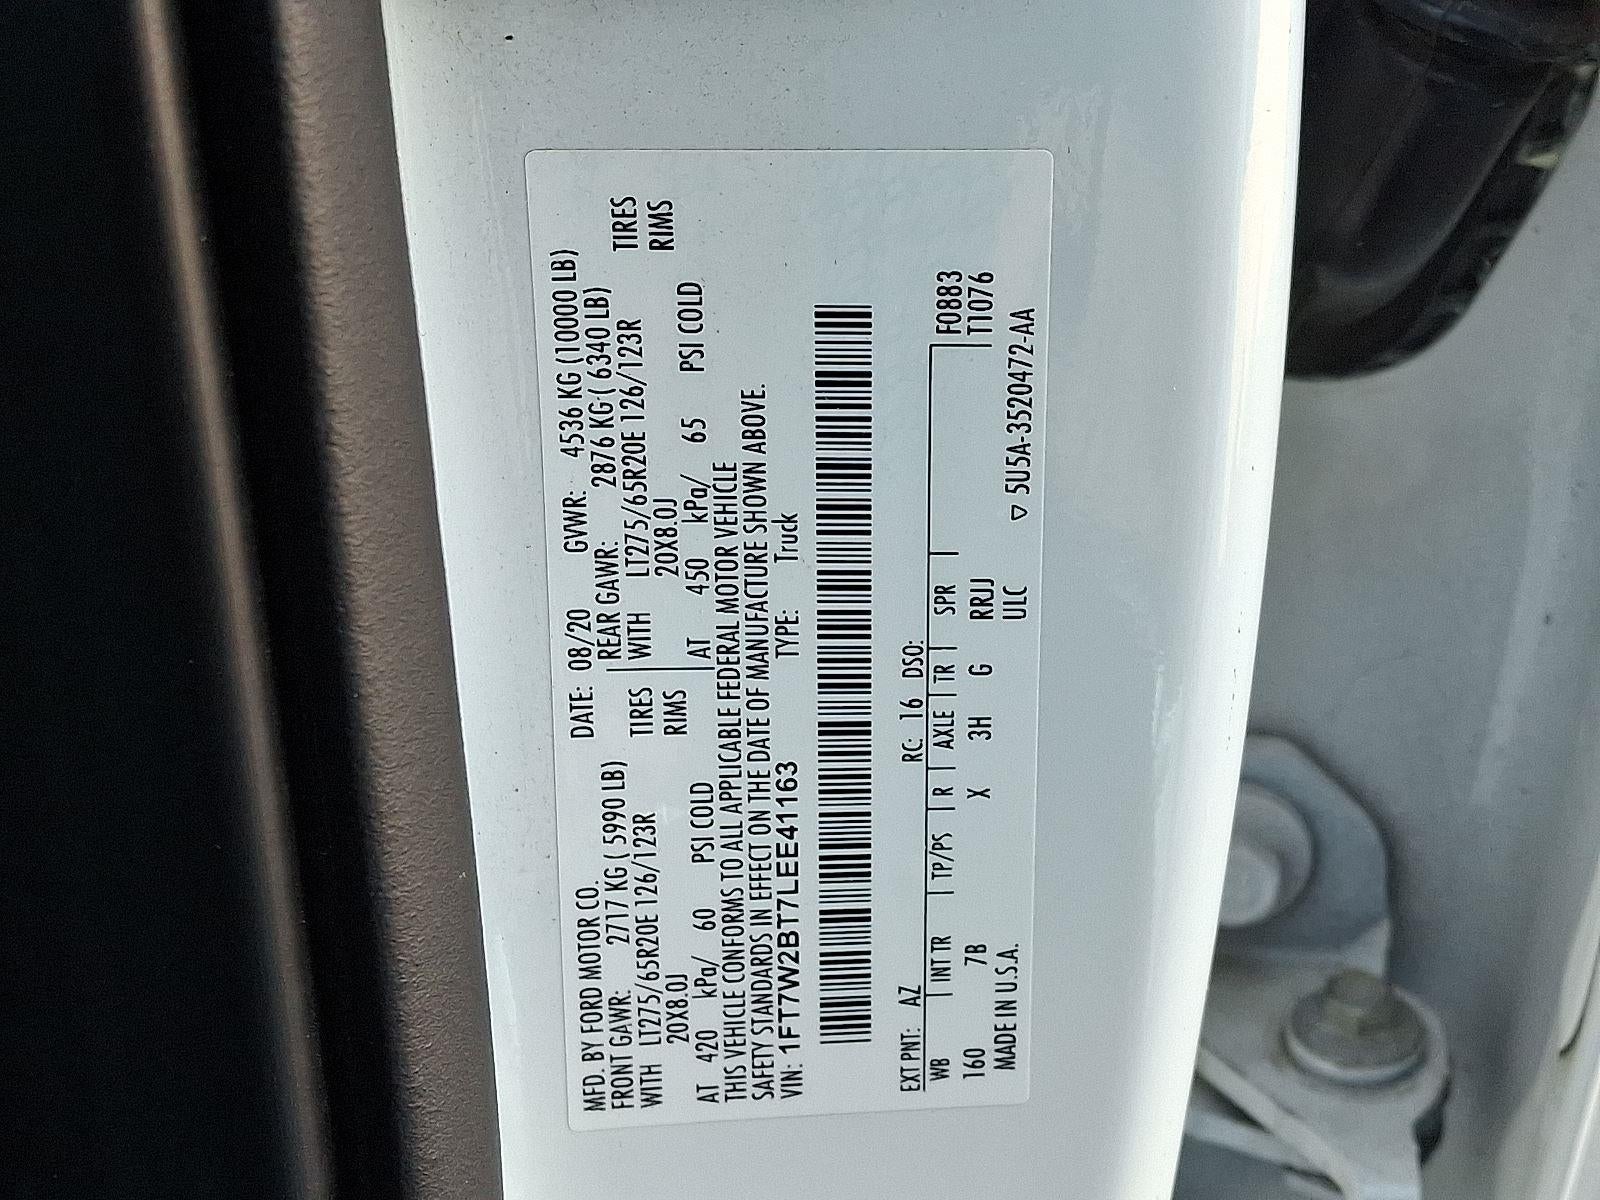 MFD. BY FORD MOTOR CO. DATE: 08/20 GVWR: 4536 KG (10000 LB)
FRONT GAWR: 2717 KG ( 5990 LB) REAR GAWR: 2876 KG ( 6340 LB)
WITH LT275/65R20E 126/123R TIRES WITH LT275/65R20E 126/123R TIRES
20X8.0J RIMS 20X8.0J RIMS
AT 420 kPa/ 60 PSI COLD AT 450 kPa/ 65 PSI COLD
THIS VEHICLE CONFORMS TO ALL APPLICABLE FEDERAL MOTOR VEHICLE
SAFETY STANDARDS IN EFFECT ON THE DATE OF MANUFACTURE SHOWN ABOVE.
VIN: 1FT7W2BT7LEE41163 TYPE: Truck
EXT PNT: AZ RC: 16 DSO:
WB INT TR TP/PS R AXLE TR SPR F0883
160 7B X 3H G RRJJ T1076
MADE IN U.S.A. ULC ▽ 5U5A-3520472-AA